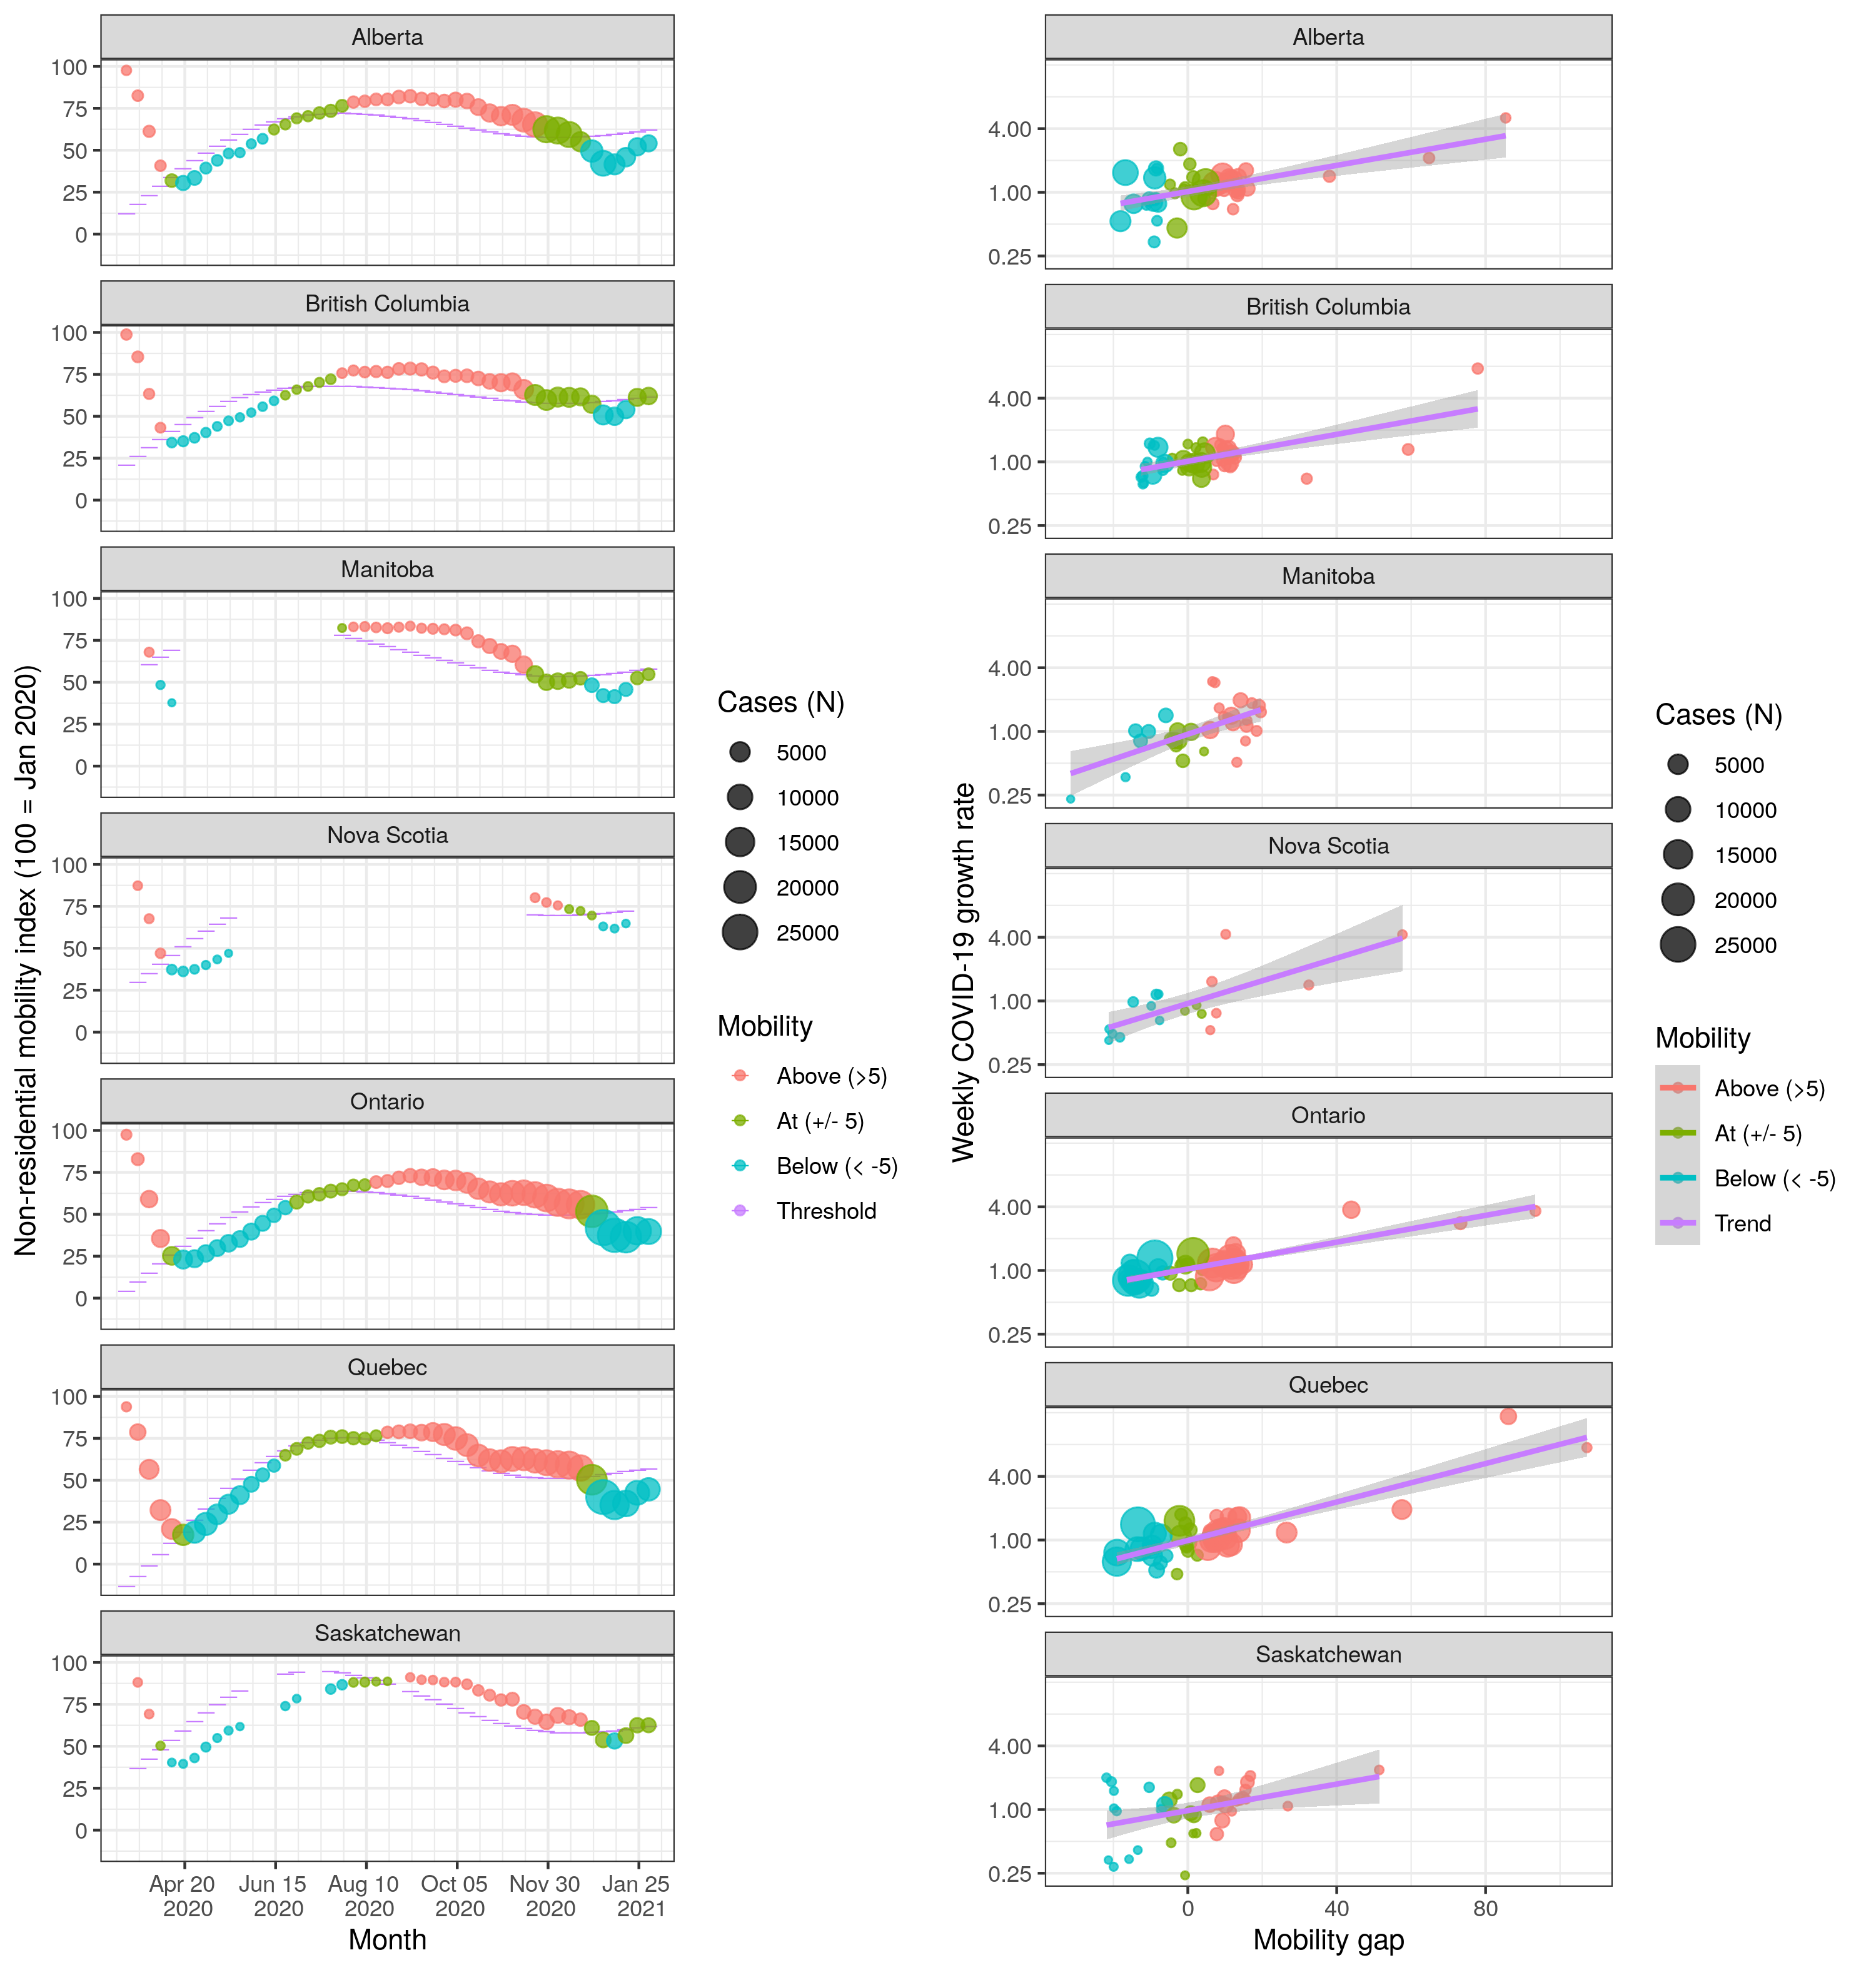 Non-residential mobility index (100 = Jan 2020)
Alberta
100
75
50
25
0
British Columbia
100
75
50
25
0
Manitoba
100
75
50
25
0
Nova Scotia
100
75
50
25
0
Ontario
100
75
50
25
0
Quebec
100
75
50
25
0
Saskatchewan
100
75
50
25
0
Apr 20 Jun 15 Aug 10 Oct 05 Nov 30 Jan 25
2020 2020 2020 2020 2020 2021
Month
Cases (N)
5000
10000
15000
20000
25000
Mobility
Above (>5)
At (+/- 5)
Below (< -5)
Threshold
Weekly COVID-19 growth rate
Alberta
4.00
1.00
0.25
British Columbia
4.00
1.00
0.25
Manitoba
4.00
1.00
0.25
Nova Scotia
4.00
1.00
0.25
Ontario
4.00
1.00
0.25
Quebec
4.00
1.00
0.25
Saskatchewan
4.00
1.00
0.25
0 40 80
Mobility gap
Cases (N)
5000
10000
15000
20000
25000
Mobility
Above (>5)
At (+/- 5)
Below (< -5)
Trend